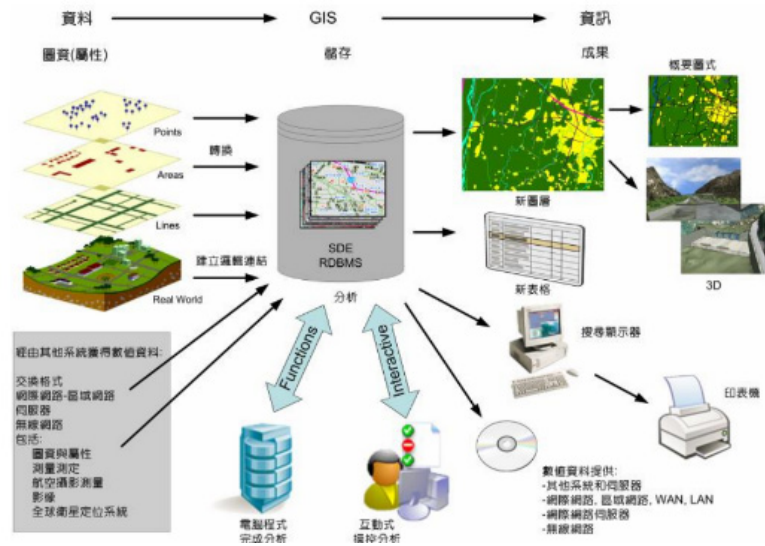 資料
GIS
資訊
圖資(屬性)
儲存
成果
概要圖式
Points
轉換
Areas
Lines
新圖層
SDE
RDBMS
建立邏輯連結
Real World
新表格
3D
分析
經由其他系統獲得數值資料:
交換格式
網際網路-區域網路
伺服器
無線網路
包括:
圖資與屬性
測量測定
航空攝影測量
影像
全球衛星定位系統
Functions
Interactive
搜尋顯示器
印表機
電腦程式
完成分析
互動式
操控分析
數值資料提供:
-其他系統和伺服器
-網際網路, 區域網路, WAN, LAN
-網際網路伺服器
-無線網路